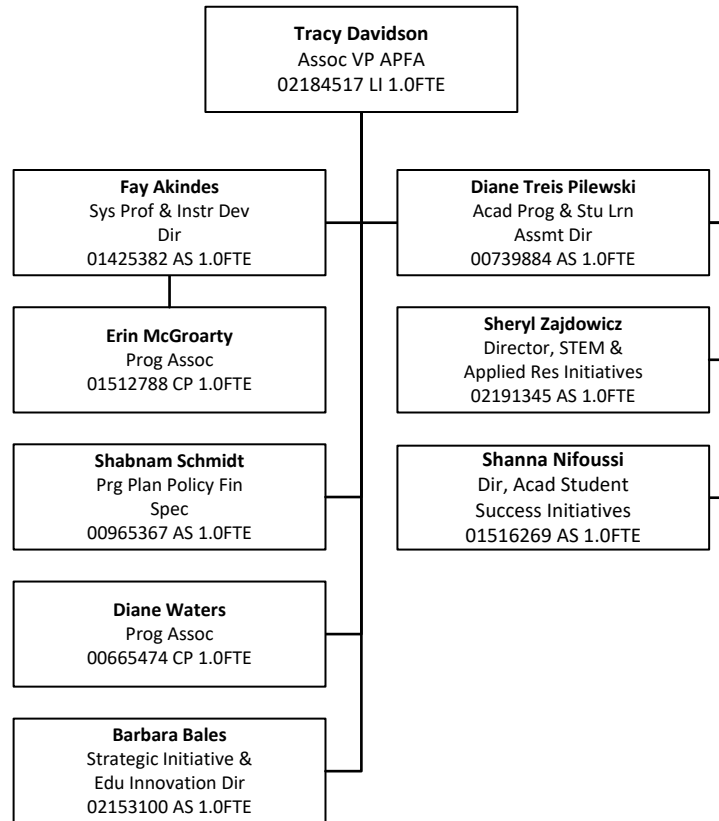 Tracy Davidson
Assoc VP APFA
02184517 LI 1.0FTE
Fay Akindes
Sys Prof & Instr Dev
Dir
01425382 AS 1.0FTE
Diane Treis Pilewski
Acad Prog & Stu Lrn
Assmt Dir
00739884 AS 1.0FTE
Erin McGroarty
Prog Assoc
01512788 CP 1.0FTE
Sheryl Zajdowicz
Director, STEM &
Applied Res Initiatives
02191345 AS 1.0FTE
Shabnam Schmidt
Prg Plan Policy Fin
Spec
00965367 AS 1.0FTE
Shanna Nifoussi
Dir, Acad Student
Success Initiatives
01516269 AS 1.0FTE
Diane Waters
Prog Assoc
00665474 CP 1.0FTE
Barbara Bales
Strategic Initiative &
Edu Innovation Dir
02153100 AS 1.0FTE